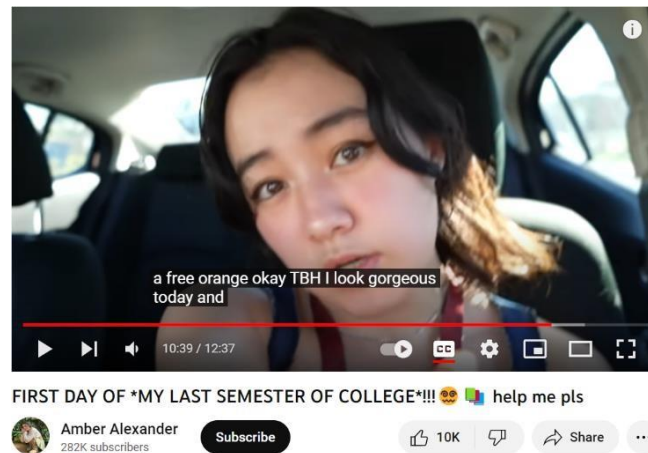 a free orange okay TBH I look gorgeous
today and
10:39 / 12:37
CC
FIRST DAY OF *MY LAST SEMESTER OF COLLEGE*!!! 😵‍💫 📚 help me pls
Amber Alexander
282K subscribers
Subscribe
10K
Share